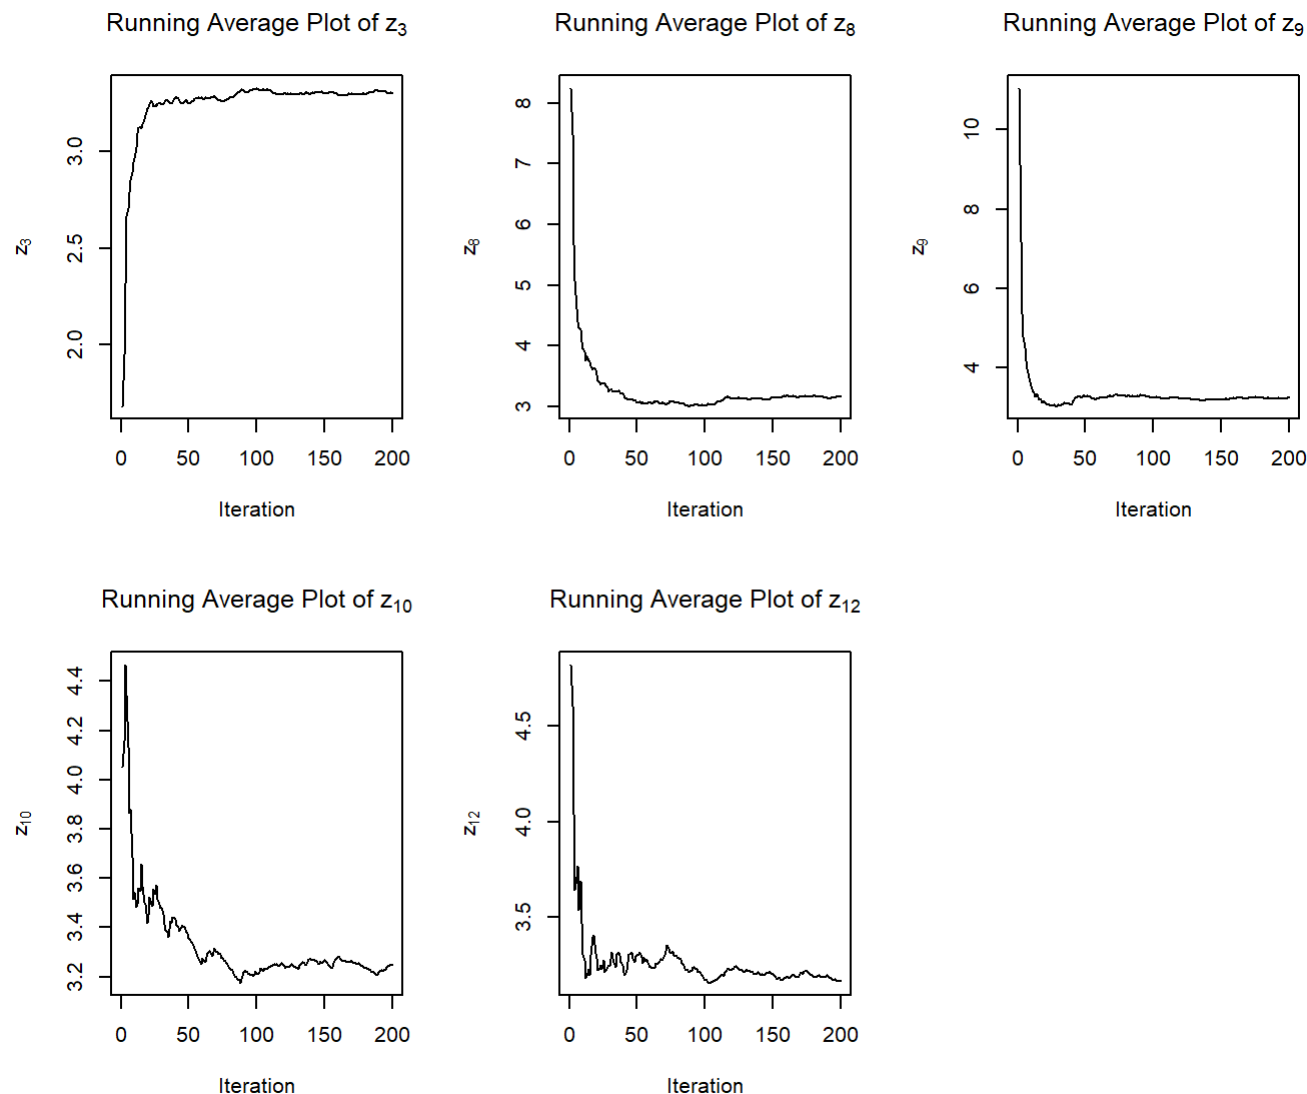 Running Average Plot of z₃
3.0
2.5
2.0
z₃
0 50 100 150 200
Iteration
Running Average Plot of z₈
8
7
6
5
4
3
z₈
0 50 100 150 200
Iteration
Running Average Plot of z₉
10
8
6
4
z₉
0 50 100 150 200
Iteration
Running Average Plot of z₁₀
4.4
4.2
4.0
3.8
3.6
3.4
3.2
z₁₀
0 50 100 150 200
Iteration
Running Average Plot of z₁₂
4.5
4.0
3.5
z₁₂
0 50 100 150 200
Iteration